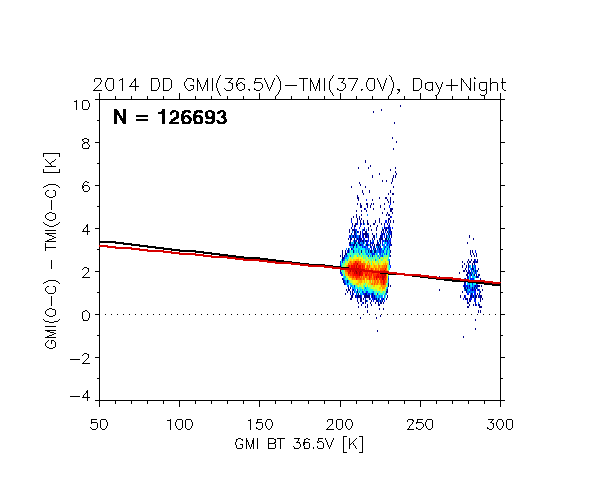 2014 DD GMI(36.5V)−TMI(37.0V), Day+Night
N = 126693
10
8
6
4
2
0
−2
−4
GMI(O−C) − TMI(O−C) [K]
50 100 150 200 250 300
GMI BT 36.5V [K]